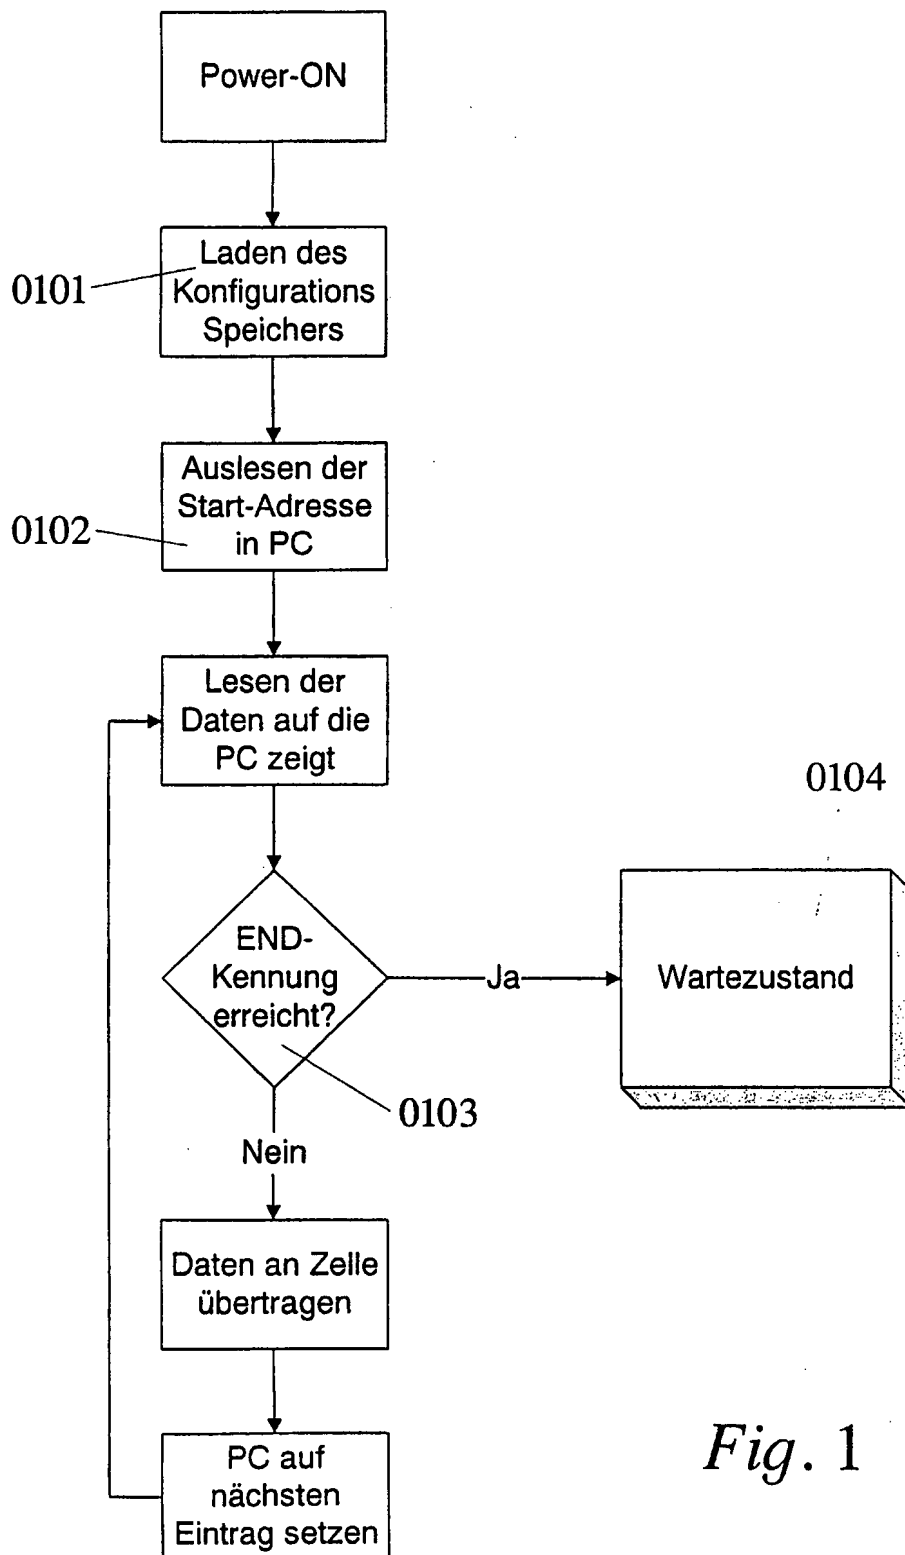 Power-ON
0101
Laden des
Konfigurations
Speichers
0102
Auslesen der
Start-Adresse
in PC
Lesen der
Daten auf die
PC zeigt
0104
END-
Kennung
erreicht?
Ja
Wartezustand
0103
Nein
Daten an Zelle
übertragen
PC auf
nächsten
Eintrag setzen
Fig. 1